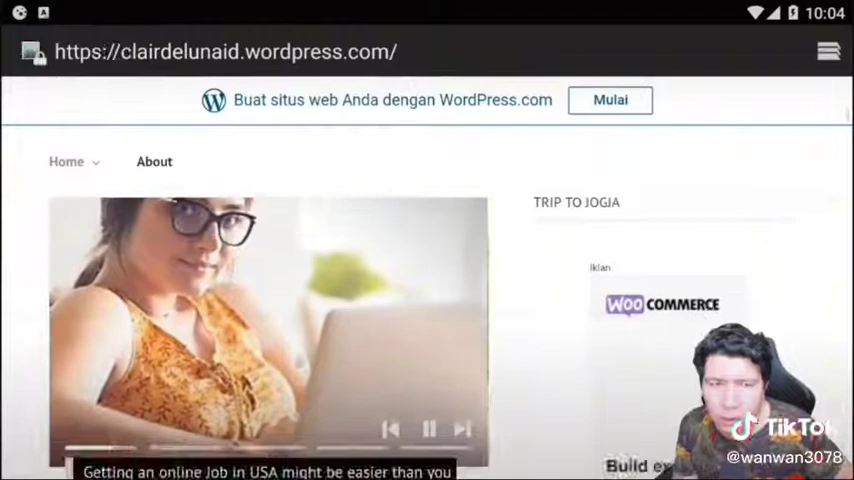 A
10:04
https://clairdelunaid.wordpress.com/
Buat situs web Anda dengan WordPress.com
Mulai
Home
About
TRIP TO JOGJA
Iklan
WOO COMMERCE
Getting an online Job in USA might be easier than you
Build
TikTok
@wanwan3078